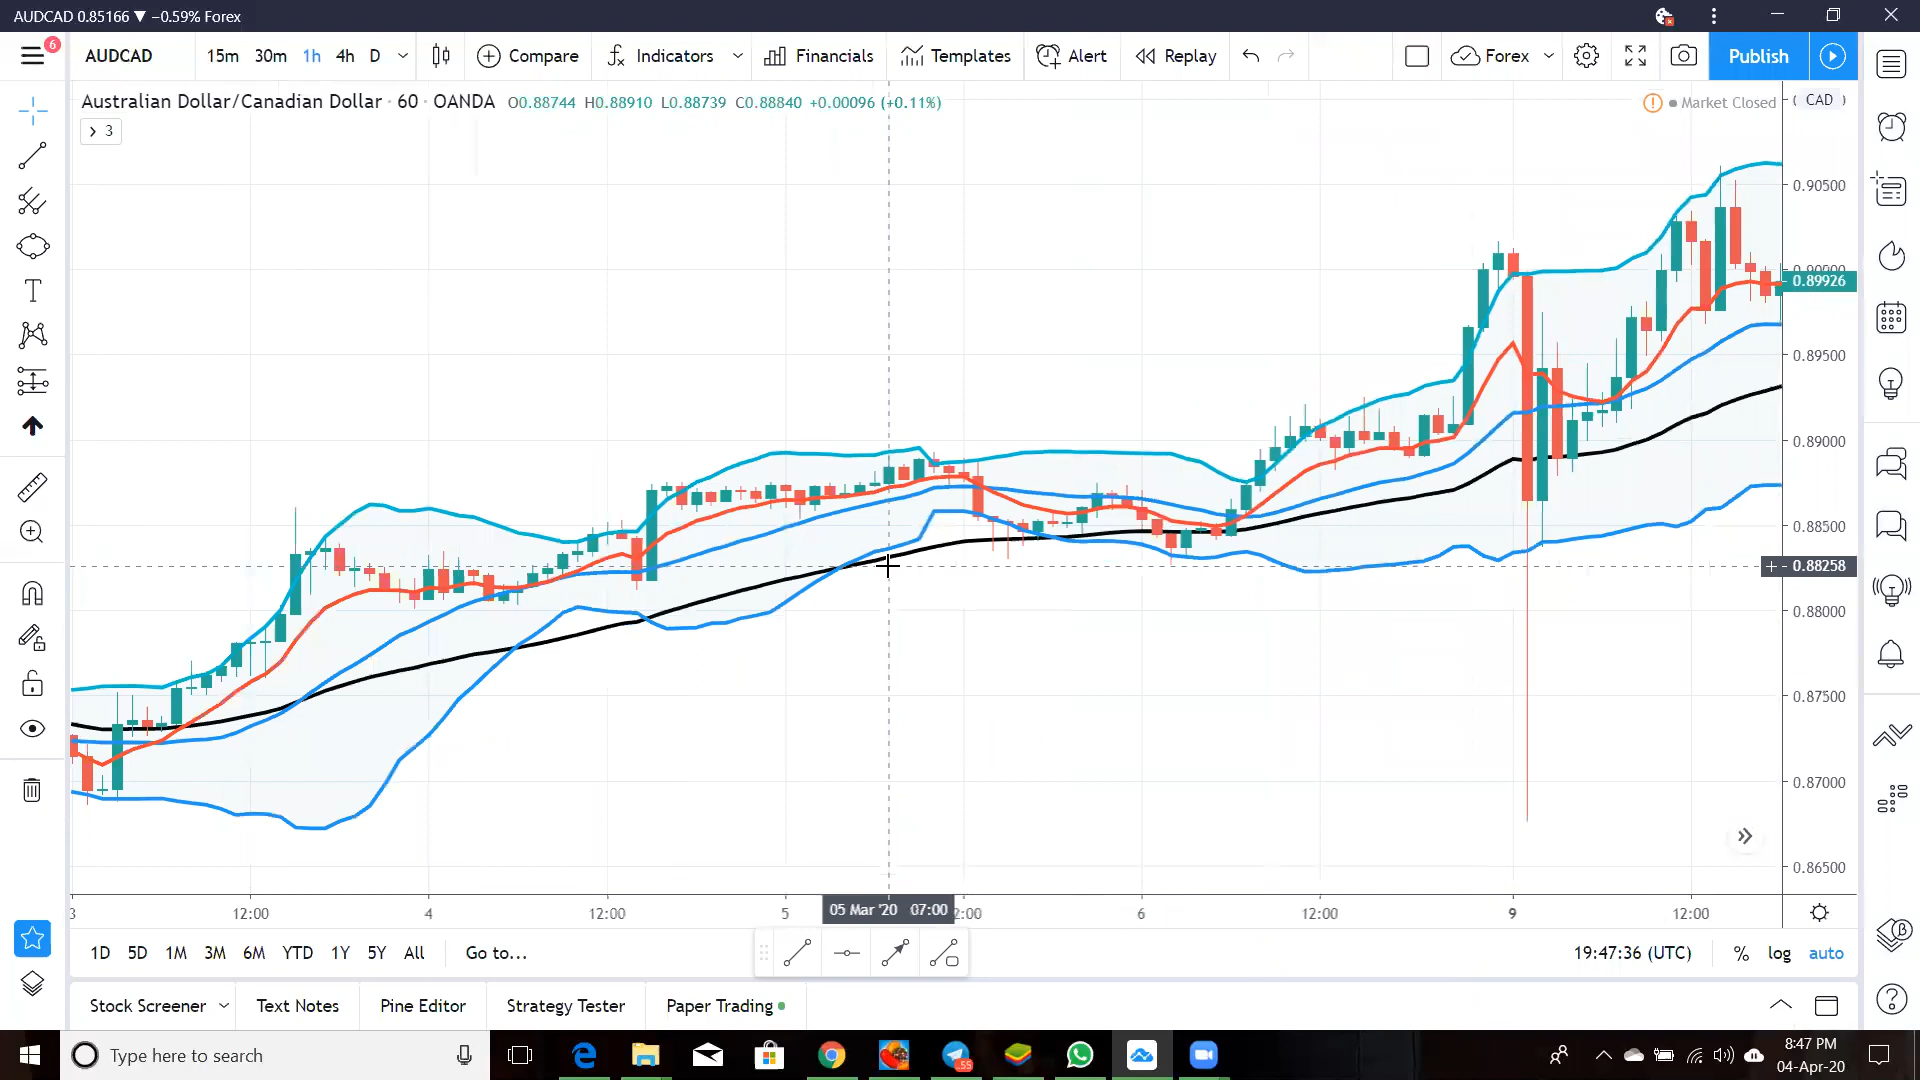 AUDCAD 0.85166 ▼ −0.59% Forex
6
AUDCAD 15m 30m 1h 4h D Compare Indicators Financials Templates Alert Replay Forex Publish
Australian Dollar/Canadian Dollar · 60 · OANDA O0.88744 H0.88910 L0.88739 C0.88840 +0.00096 (+0.11%)
Market Closed
CAD
3
0.90500
0.90000
0.89926
0.89500
0.89000
0.88500
0.88258
0.88000
0.87500
0.87000
0.86500
3 12:00 4 12:00 5 05 Mar '20 07:00 2:00 6 12:00 9 12:00
1D 5D 1M 3M 6M YTD 1Y 5Y All Go to...
19:47:36 (UTC) % log auto
Stock Screener Text Notes Pine Editor Strategy Tester Paper Trading
Type here to search
55
8:47 PM
04-Apr-20